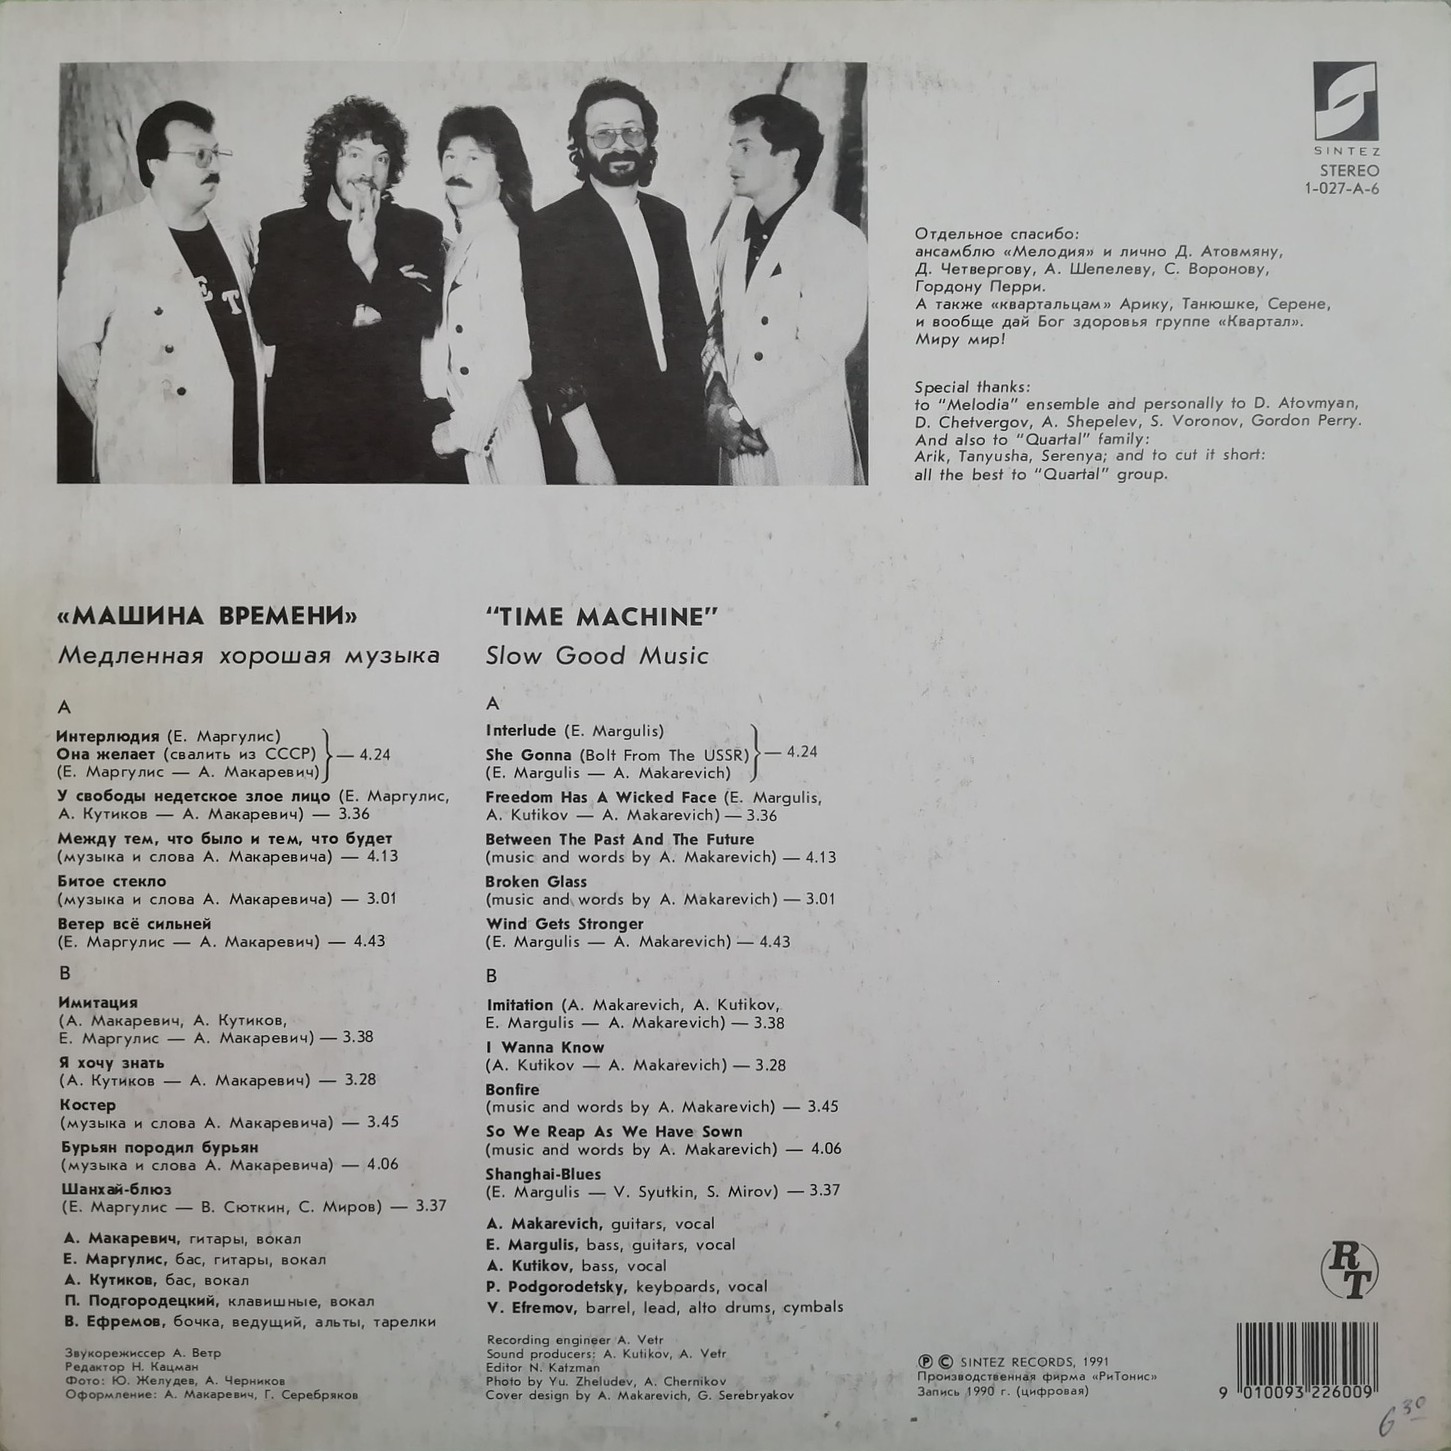 SINTEZ
STEREO
1-027-A-6
Отдельное спасибо:
ансамблю «Мелодия» и лично Д. Атовмяну,
Д. Четвергову, А. Шепелеву, С. Воронову,
Гордону Перри.
А также «квартальцам» Арику, Танюшке, Серене,
и вообще дай Бог здоровья группе «Квартал».
Миру мир!
Special thanks:
to "Melodia" ensemble and personally to D. Atovmyan,
D. Chetvergov, A. Shepelev, S. Voronov, Gordon Perry.
And also to "Quartal" family:
Arik, Tanyusha, Serenya; and to cut it short:
all the best to "Quartal" group.
«МАШИНА ВРЕМЕНИ»
Медленная хорошая музыка
A
Интерлюдия (Е. Маргулис)
Она желает (свалить из СССР) — 4.24
(Е. Маргулис — А. Макаревич)
У свободы недетское злое лицо (Е. Маргулис,
А. Кутиков — А. Макаревич) — 3.36
Между тем, что было и тем, что будет
(музыка и слова А. Макаревича) — 4.13
Битое стекло
(музыка и слова А. Макаревича) — 3.01
Ветер всё сильней
(Е. Маргулис — А. Макаревич) — 4.43
B
Имитация
(А. Макаревич, А. Кутиков,
Е. Маргулис — А. Макаревич) — 3.38
Я хочу знать
(А. Кутиков — А. Макаревич) — 3.28
Костер
(музыка и слова А. Макаревича) — 3.45
Бурьян породил бурьян
(музыка и слова А. Макаревича) — 4.06
Шанхай-блюз
(Е. Маргулис — В. Сюткин, С. Миров) — 3.37
А. Макаревич, гитары, вокал
Е. Маргулис, бас, гитары, вокал
А. Кутиков, бас, вокал
П. Подгородецкий, клавишные, вокал
В. Ефремов, бочка, ведущий, альты, тарелки
Звукорежиссер А. Ветр
Редактор Н. Кацман
Фото: Ю. Желудев, А. Черников
Оформление: А. Макаревич, Г. Серебряков
"TIME MACHINE"
Slow Good Music
A
Interlude (E. Margulis)
She Gonna (Bolt From The USSR) — 4.24
(E. Margulis — A. Makarevich)
Freedom Has A Wicked Face (E. Margulis,
A. Kutikov — A. Makarevich) — 3.36
Between The Past And The Future
(music and words by A. Makarevich) — 4.13
Broken Glass
(music and words by A. Makarevich) — 3.01
Wind Gets Stronger
(E. Margulis — A. Makarevich) — 4.43
B
Imitation (A. Makarevich, A. Kutikov,
E. Margulis — A. Makarevich) — 3.38
I Wanna Know
(A. Kutikov — A. Makarevich) — 3.28
Bonfire
(music and words by A. Makarevich) — 3.45
So We Reap As We Have Sown
(music and words by A. Makarevich) — 4.06
Shanghai-Blues
(E. Margulis — V. Syutkin, S. Mirov) — 3.37
A. Makarevich, guitars, vocal
E. Margulis, bass, guitars, vocal
A. Kutikov, bass, vocal
P. Podgorodetsky, keyboards, vocal
V. Efremov, barrel, lead, alto drums, cymbals
Recording engineer A. Vetr
Sound producers: A. Kutikov, A. Vetr
Editor N. Katzman
Photo by Yu. Zheludev, A. Chernikov
Cover design by A. Makarevich, G. Serebryakov
RT
Ⓟ © SINTEZ RECORDS, 1991
Производственная фирма «РиТонис»
Запись 1990 г. (цифровая)
9 010093 226009
6 30